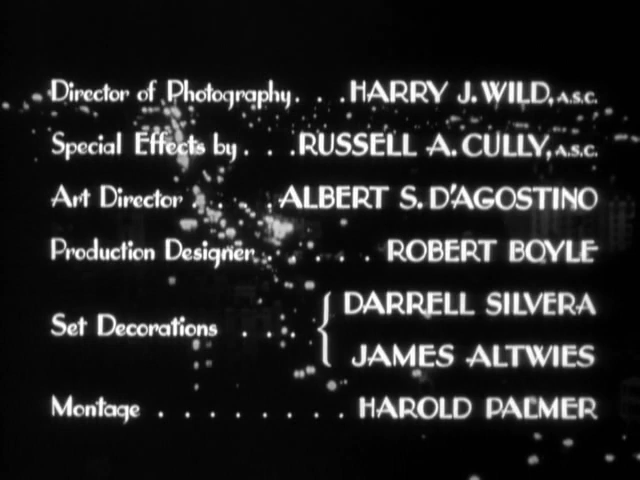 Director of Photography. . .HARRY J. WILD, A.S.C.
Special Effects by. . .RUSSELL A. CULLY, A.S.C.
Art Director. . . . .ALBERT S. D'AGOSTINO
Production Designer. . . . . . ROBERT BOYLE
Set Decorations . . . . { DARRELL SILVERA
JAMES ALTWIES
Montage . . . . . . . . . HAROLD PALMER